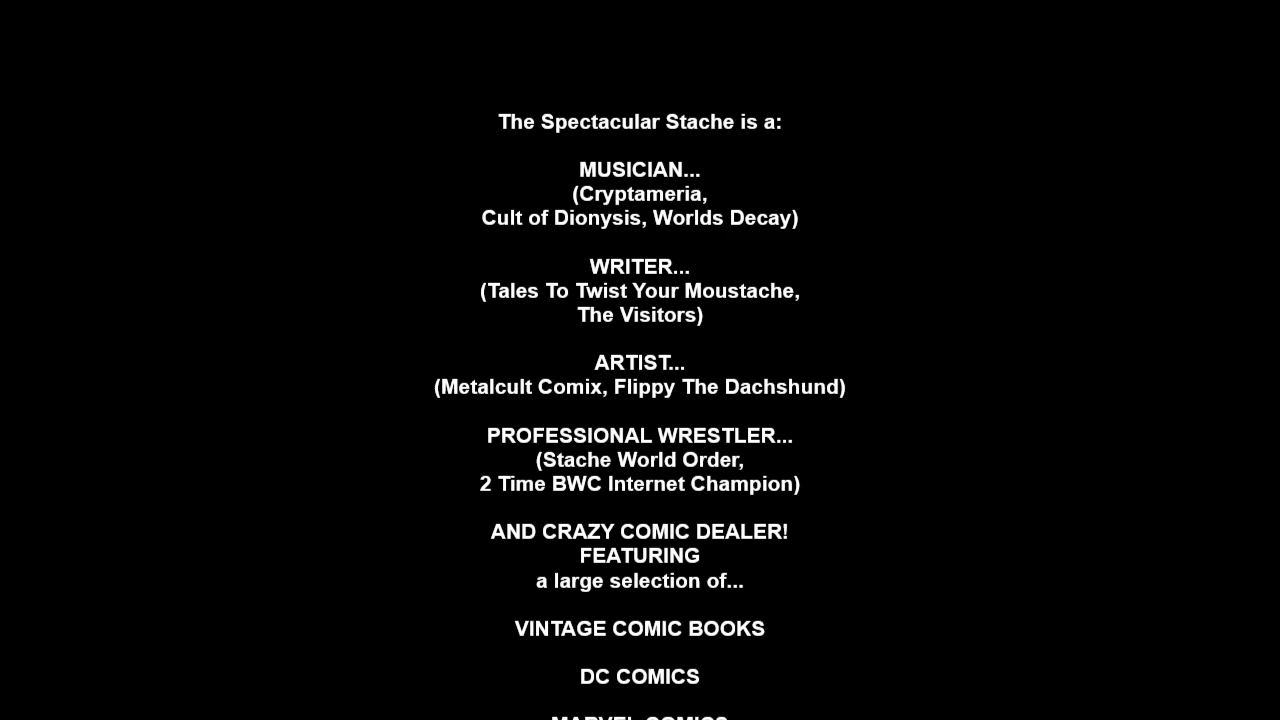 The Spectacular Stache is a:
MUSICIAN...
(Cryptameria,
Cult of Dionysis, Worlds Decay)
WRITER...
(Tales To Twist Your Moustache,
The Visitors)
ARTIST...
(Metalcult Comix, Flippy The Dachshund)
PROFESSIONAL WRESTLER...
(Stache World Order,
2 Time BWC Internet Champion)
AND CRAZY COMIC DEALER!
FEATURING
a large selection of...
VINTAGE COMIC BOOKS
DC COMICS
MARVEL COMICS